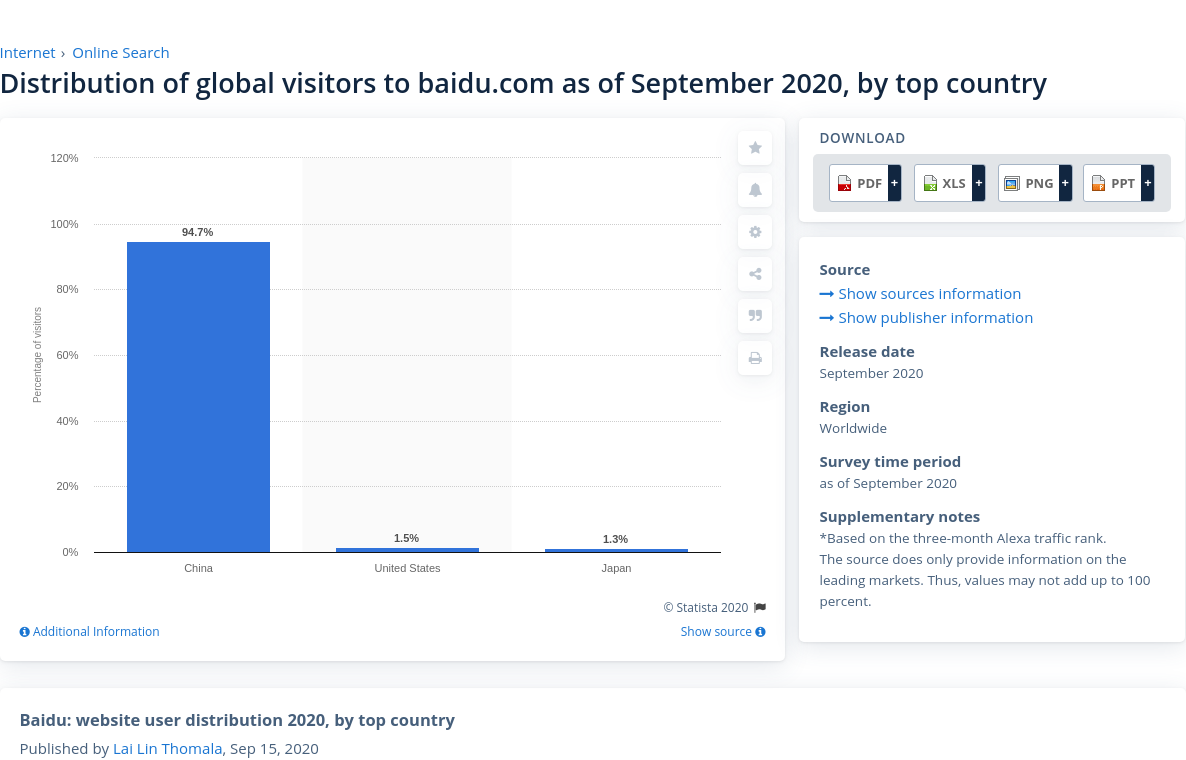 Internet › Online Search
Distribution of global visitors to baidu.com as of September 2020, by top country
120%
100%
80%
60%
40%
20%
0%
Percentage of visitors
94.7%
1.5%
1.3%
China
United States
Japan
© Statista 2020
Additional Information
Show source
DOWNLOAD
PDF +
XLS +
PNG +
PPT +
Source
Show sources information
Show publisher information
Release date
September 2020
Region
Worldwide
Survey time period
as of September 2020
Supplementary notes
*Based on the three-month Alexa traffic rank.
The source does only provide information on the
leading markets. Thus, values may not add up to 100
percent.
Baidu: website user distribution 2020, by top country
Published by Lai Lin Thomala, Sep 15, 2020